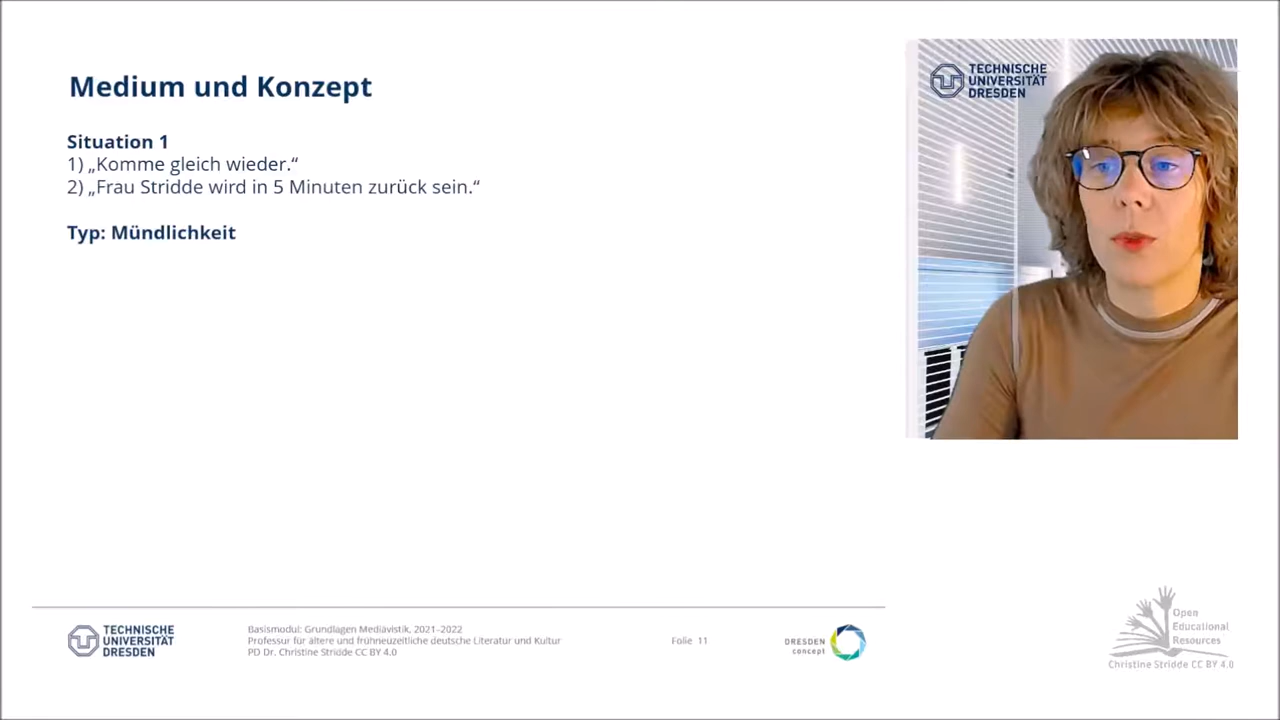 Medium und Konzept
Situation 1
1) „Komme gleich wieder.“
2) „Frau Stridde wird in 5 Minuten zurück sein.“
Typ: Mündlichkeit
TECHNISCHE
UNIVERSITÄT
DRESDEN
TECHNISCHE
UNIVERSITÄT
DRESDEN
Basismodul: Grundlagen Mediävistik, 2021–2022
Professur für ältere und frühneuzeitliche deutsche Literatur und Kultur
PD Dr. Christine Stridde CC BY 4.0
Folie 11
DRESDEN
concept
Open
Educational
Resources
Christine Stridde CC BY 4.0